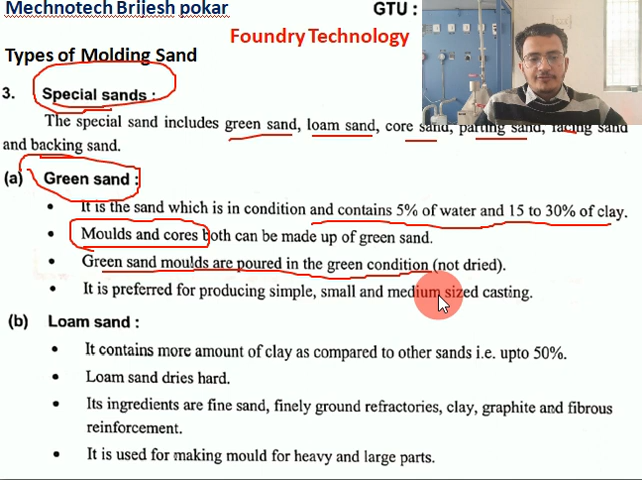 Mechnotech Brijesh pokar
GTU :
Foundry Technology
Types of Molding Sand
3. Special sands :
The special sand includes green sand, loam sand, core sand, parting sand, facing sand
and backing sand.
(a) Green sand :
• It is the sand which is in condition and contains 5% of water and 15 to 30% of clay.
• Moulds and cores both can be made up of green sand.
• Green sand moulds are poured in the green condition (not dried).
• It is preferred for producing simple, small and medium sized casting.
(b) Loam sand :
• It contains more amount of clay as compared to other sands i.e. upto 50%.
• Loam sand dries hard.
• Its ingredients are fine sand, finely ground refractories, clay, graphite and fibrous
reinforcement.
• It is used for making mould for heavy and large parts.